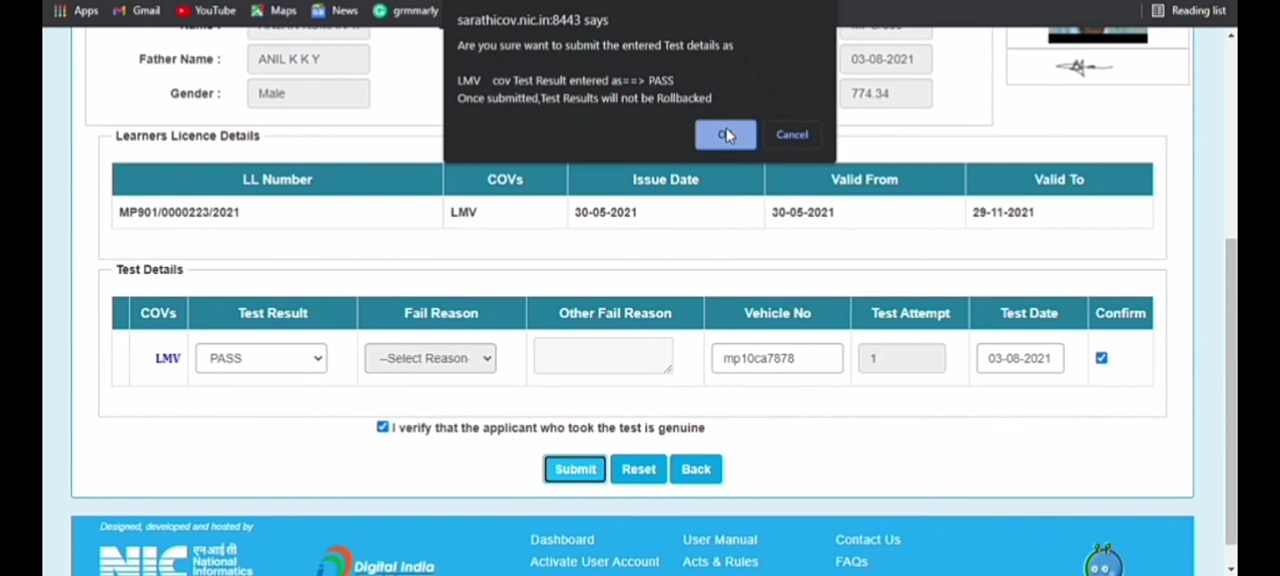 Apps Gmail YouTube Maps News grmmarly Reading list
sarathicov.nic.in:8443 says
Are you sure want to submit the entered Test details as
LMV cov Test Result entered as==> PASS
Once submitted,Test Results will not be Rollbacked
Cancel
Father Name : ANIL K K Y 03-08-2021
Gender : Male 774.34
Learners Licence Details
LL Number COVs Issue Date Valid From Valid To
MP901/0000223/2021 LMV 30-05-2021 30-05-2021 29-11-2021
Test Details
COVs Test Result Fail Reason Other Fail Reason Vehicle No Test Attempt Test Date Confirm
LMV PASS --Select Reason- mp10ca7878 1 03-08-2021
I verify that the applicant who took the test is genuine
Submit Reset Back
Designed, developed and hosted by
NIC एन आई सी
National
Informatics
Digital India
Dashboard User Manual Contact Us
Activate User Account Acts & Rules FAQs